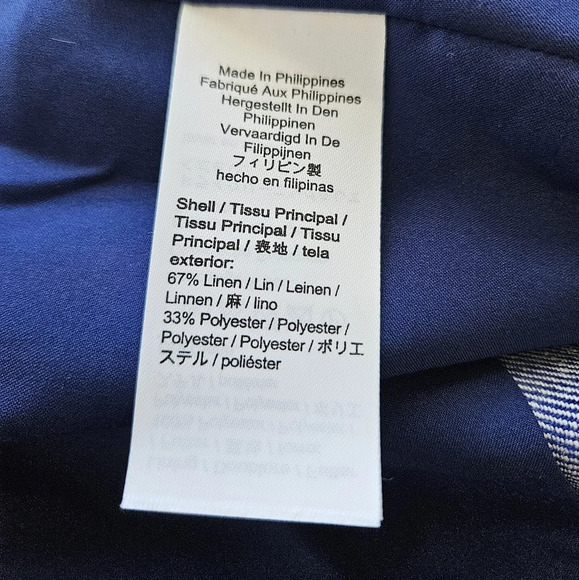 Made In Philippines
Fabriqué Aux Philippines
Hergestellt In Den
Philippinen
Vervaardigd In De
Filippijnen
フィリピン製
hecho en filipinas
Shell / Tissu Principal /
Tissu Principal / Tissu
Principal / 表地 / tela
exterior:
67% Linen / Lin / Leinen /
Linnen / 麻 / lino
33% Polyester / Polyester /
Polyester / Polyester / ポリエ
ステル / poliéster